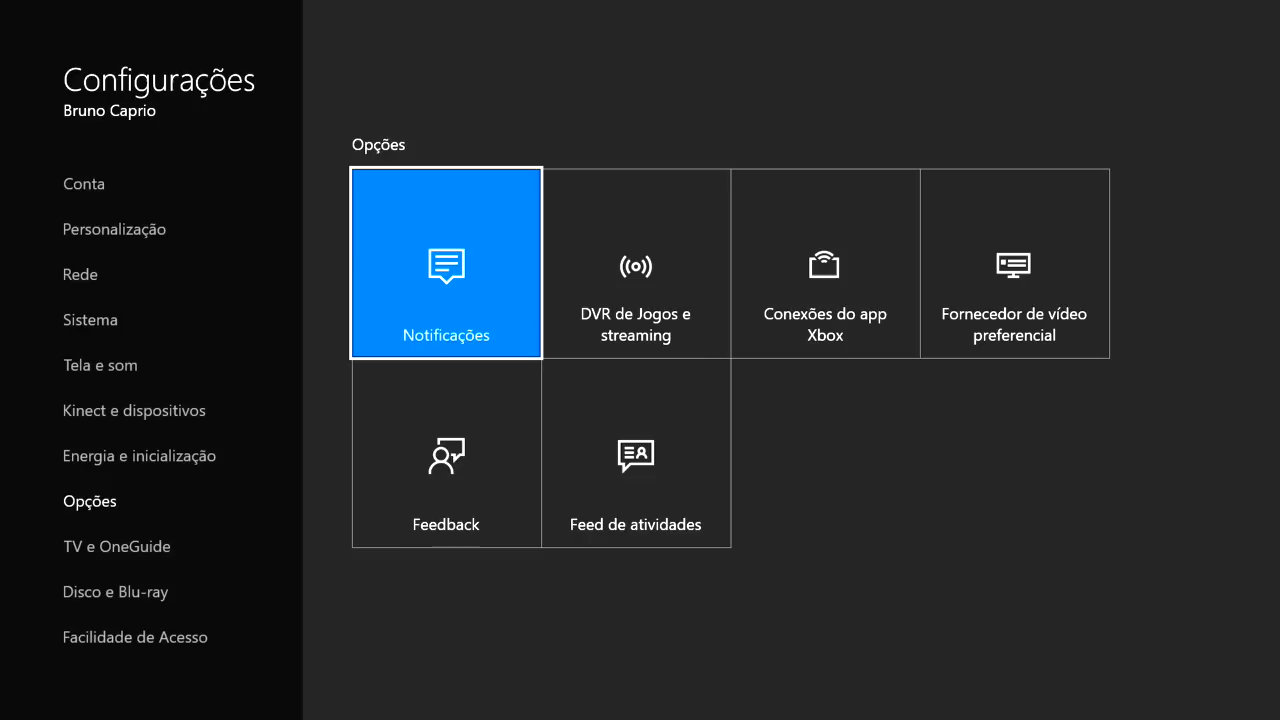 Configurações
Bruno Caprio
Conta
Personalização
Rede
Sistema
Tela e som
Kinect e dispositivos
Energia e inicialização
Opções
TV e OneGuide
Disco e Blu-ray
Facilidade de Acesso
Opções
Notificações
DVR de Jogos e
streaming
Conexões do app
Xbox
Fornecedor de vídeo
preferencial
Feedback
Feed de atividades